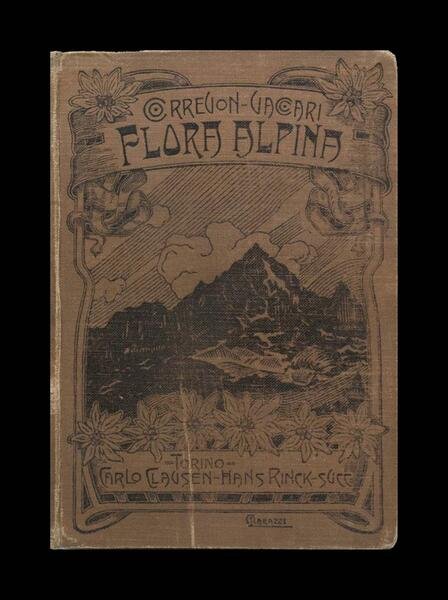 CORREVON-VACCARI
FLORA ALPINA
-TORINO-
CARLO CLAUSEN-HANS RINCK-SUCC